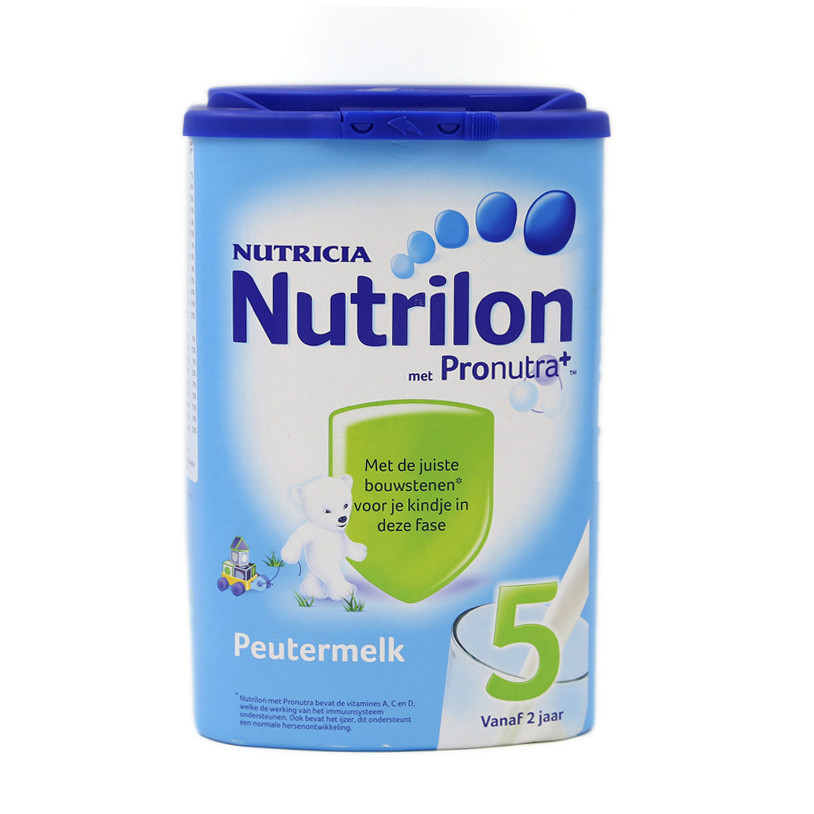 NUTRICIA
Nutrilon
met Pronutra+™
Met de juiste
bouwstenen*
voor je kindje in
deze fase
5
Peutermelk
Vanaf 2 jaar
*Nutrilon met Pronutra bevat de vitamines A, C en D,
welke de werking van het immuunsysteem
ondersteunen. Ook bevat het ijzer, dit ondersteunt
een normale hersenontwikkeling.